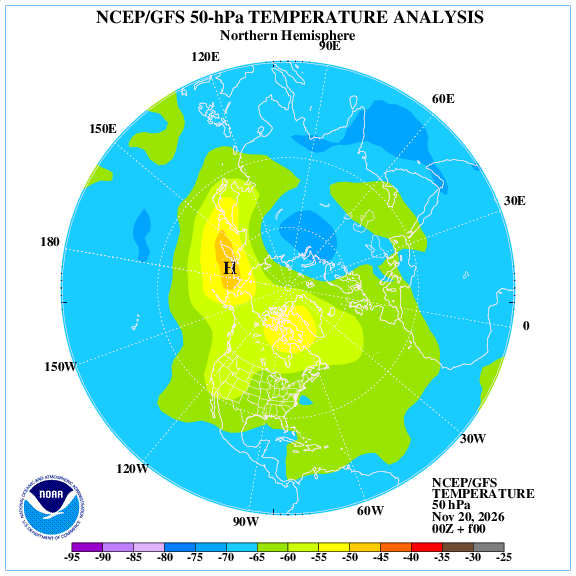 NCEP/GFS 50-hPa TEMPERATURE ANALYSIS
Northern Hemisphere
90E
120E
60E
150E
30E
180
H
0
150W
30W
120W
60W
90W
NOAA
NCEP/GFS
TEMPERATURE
50 hPa
Nov 20, 2026
00Z + f00
-95 -90 -85 -80 -75 -70 -65 -60 -55 -50 -45 -40 -35 -30 -25